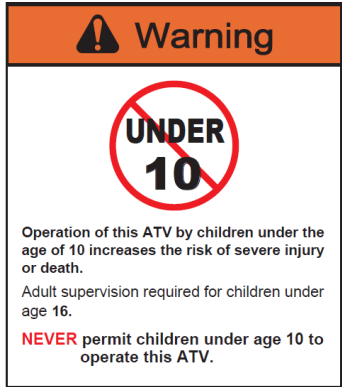 Warning
UNDER
10
Operation of this ATV by children under the
age of 10 increases the risk of severe injury
or death.
Adult supervision required for children under
age 16.
NEVER permit children under age 10 to
operate this ATV.